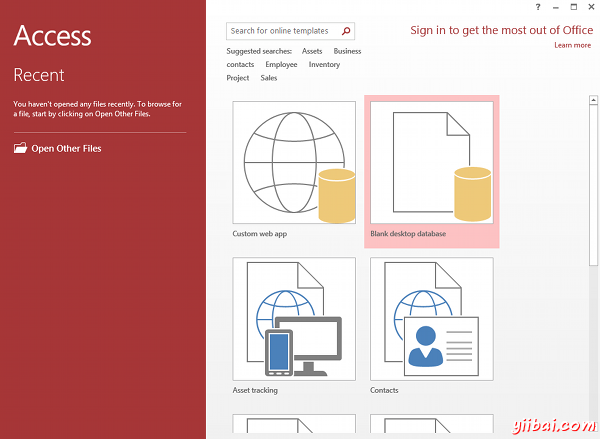 Access
Recent
You haven't opened any files recently. To browse for
a file, start by clicking on Open Other Files.
Open Other Files
Search for online templates
Suggested searches: Assets Business
contacts Employee Inventory
Project Sales
?
Sign in to get the most out of Office
Learn more
Custom web app
Blank desktop database
Asset tracking
Contacts
yiibai.com